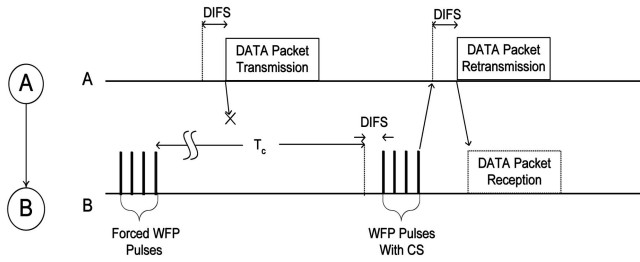 DIFS
DIFS
DATA Packet
Transmission
DATA Packet
Retransmission
A
A
DIFS
T_c
DATA Packet
Reception
B
B
Forced WFP
Pulses
WFP Pulses
With CS